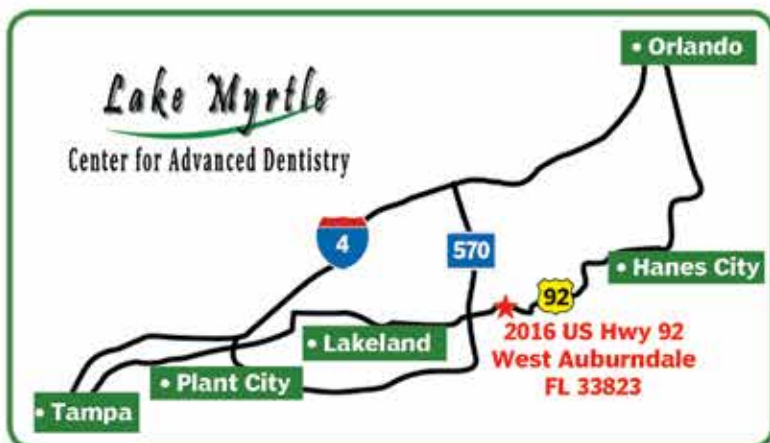 • Orlando
Lake Myrtle
Center for Advanced Dentistry
4
570
• Hanes City
92
2016 US Hwy 92
West Auburndale
FL 33823
• Lakeland
• Plant City
• Tampa